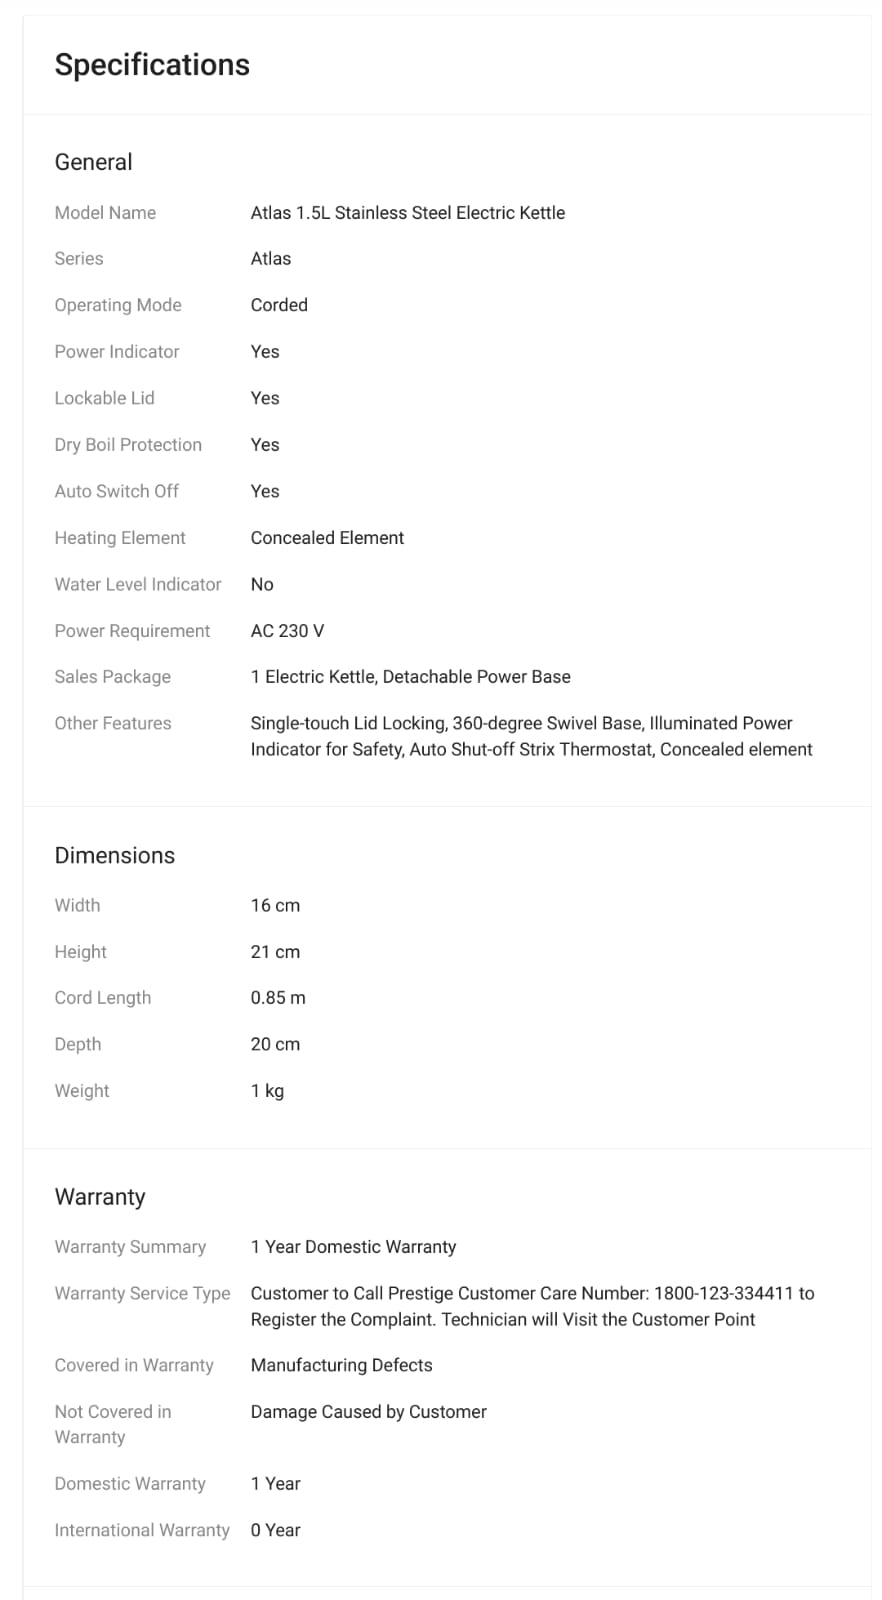 Specifications
General
Model Name Atlas 1.5L Stainless Steel Electric Kettle
Series Atlas
Operating Mode Corded
Power Indicator Yes
Lockable Lid Yes
Dry Boil Protection Yes
Auto Switch Off Yes
Heating Element Concealed Element
Water Level Indicator No
Power Requirement AC 230 V
Sales Package 1 Electric Kettle, Detachable Power Base
Other Features Single-touch Lid Locking, 360-degree Swivel Base, Illuminated Power
Indicator for Safety, Auto Shut-off Strix Thermostat, Concealed element
Dimensions
Width 16 cm
Height 21 cm
Cord Length 0.85 m
Depth 20 cm
Weight 1 kg
Warranty
Warranty Summary 1 Year Domestic Warranty
Warranty Service Type Customer to Call Prestige Customer Care Number: 1800-123-334411 to
Register the Complaint. Technician will Visit the Customer Point
Covered in Warranty Manufacturing Defects
Not Covered in Damage Caused by Customer
Warranty
Domestic Warranty 1 Year
International Warranty 0 Year